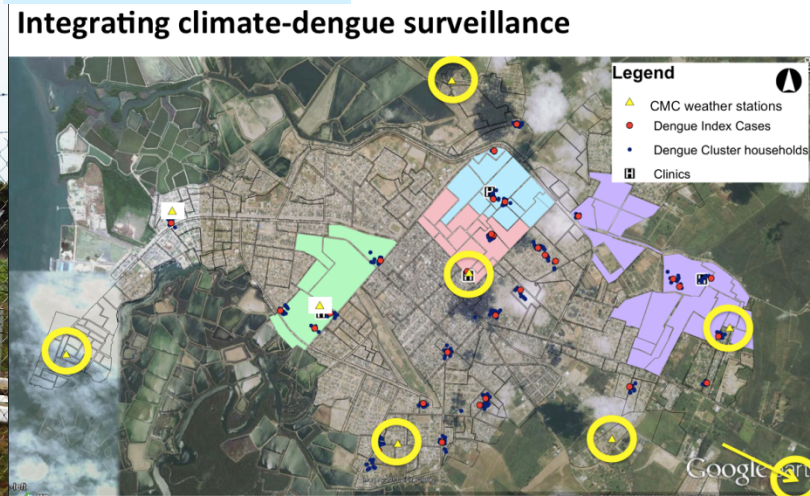 Integrating climate-dengue surveillance
Legend
CMC weather stations
Dengue Index Cases
Dengue Cluster households
H Clinics
H
H
H
Google